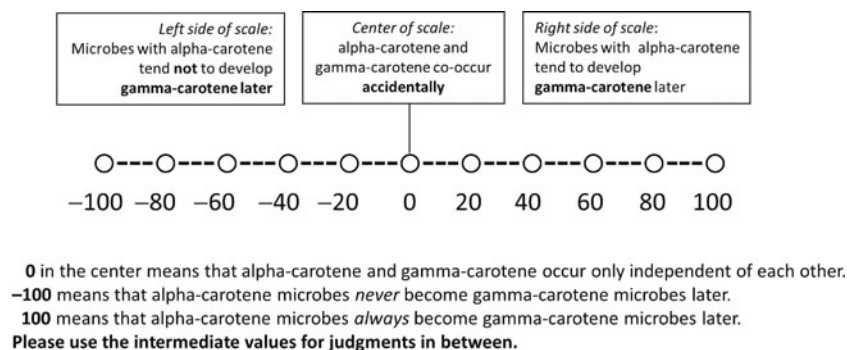 Left side of scale:
Microbes with alpha-carotene
tend not to develop
gamma-carotene later
Center of scale:
alpha-carotene and
gamma-carotene co-occur
accidentally
Right side of scale:
Microbes with alpha-carotene
tend to develop
gamma-carotene later
−100 −80 −60 −40 −20 0 20 40 60 80 100
0 in the center means that alpha-carotene and gamma-carotene occur only independent of each other.
−100 means that alpha-carotene microbes never become gamma-carotene microbes later.
100 means that alpha-carotene microbes always become gamma-carotene microbes later.
Please use the intermediate values for judgments in between.